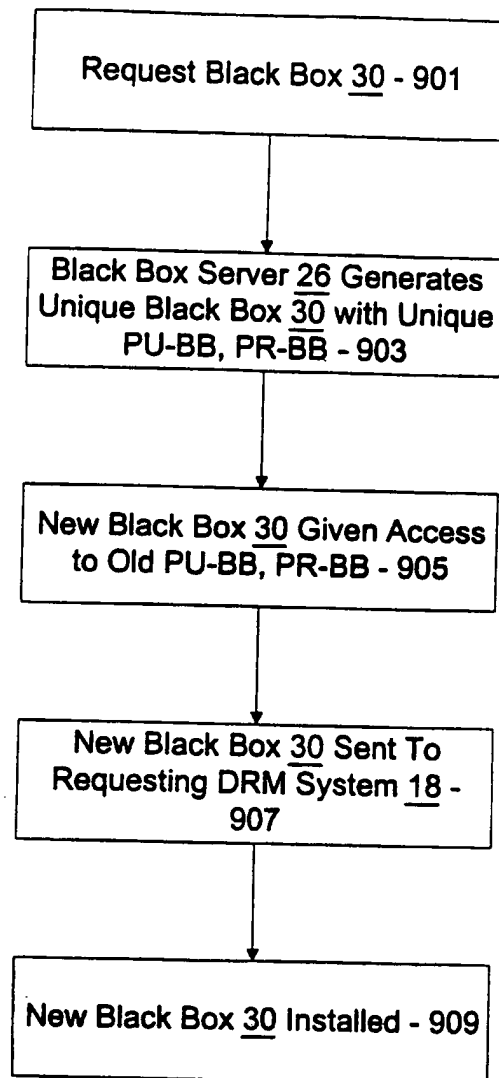 Request Black Box 30 - 901
Black Box Server 26 Generates
Unique Black Box 30 with Unique
PU-BB, PR-BB - 903
New Black Box 30 Given Access
to Old PU-BB, PR-BB - 905
New Black Box 30 Sent To
Requesting DRM System 18 -
907
New Black Box 30 Installed - 909